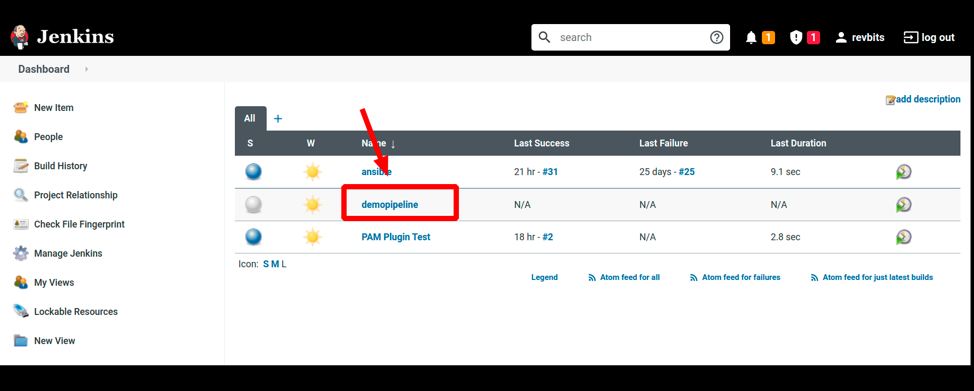 Jenkins
search
1
1
revbits
log out
Dashboard
New Item
People
Build History
Project Relationship
Check File Fingerprint
Manage Jenkins
My Views
Lockable Resources
New View
add description
All +
S W Name ↓ Last Success Last Failure Last Duration
ansible 21 hr - #31 25 days - #25 9.1 sec
demopipeline N/A N/A N/A
PAM Plugin Test 18 hr - #2 N/A 2.8 sec
Icon: S M L
Legend Atom feed for all Atom feed for failures Atom feed for just latest builds